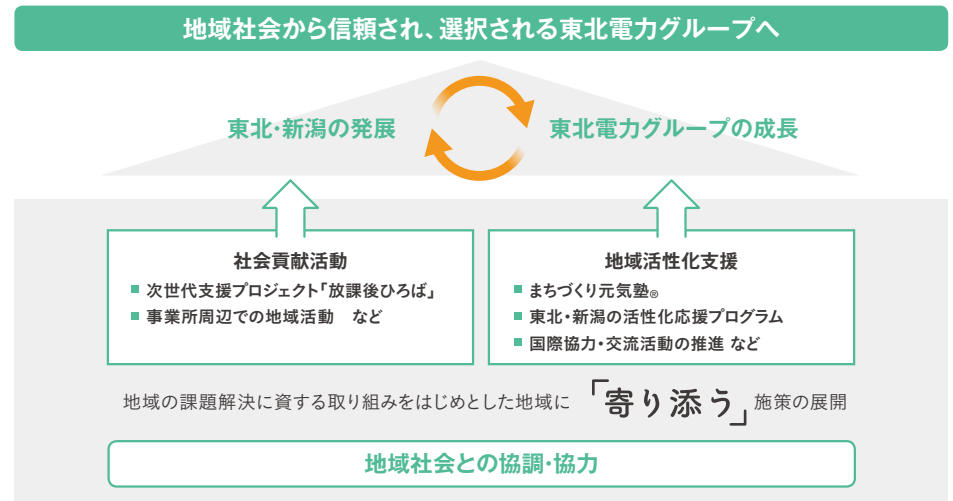 地域社会から信頼され、選択される東北電力グループへ
東北・新潟の発展
東北電力グループの成長
社会貢献活動
次世代支援プロジェクト「放課後ひろば」
事業所周辺での地域活動　など
地域活性化支援
まちづくり元気塾®
東北・新潟の活性化応援プログラム
国際協力・交流活動の推進 など
地域の課題解決に資する取り組みをはじめとした地域に「寄り添う」施策の展開
地域社会との協調・協力